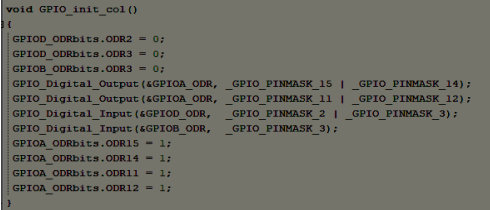 void GPIO_init_col()
{
GPIOD_ODRbits.ODR2 = 0;
GPIOD_ODRbits.ODR3 = 0;
GPIOB_ODRbits.ODR3 = 0;
GPIO_Digital_Output(&GPIOA_ODR, _GPIO_PINMASK_15 | _GPIO_PINMASK_14);
GPIO_Digital_Output(&GPIOA_ODR, _GPIO_PINMASK_11 | _GPIO_PINMASK_12);
GPIO_Digital_Input(&GPIOD_ODR, _GPIO_PINMASK_2 | _GPIO_PINMASK_3);
GPIO_Digital_Input(&GPIOB_ODR, _GPIO_PINMASK_3);
GPIOA_ODRbits.ODR15 = 1;
GPIOA_ODRbits.ODR14 = 1;
GPIOA_ODRbits.ODR11 = 1;
GPIOA_ODRbits.ODR12 = 1;
}